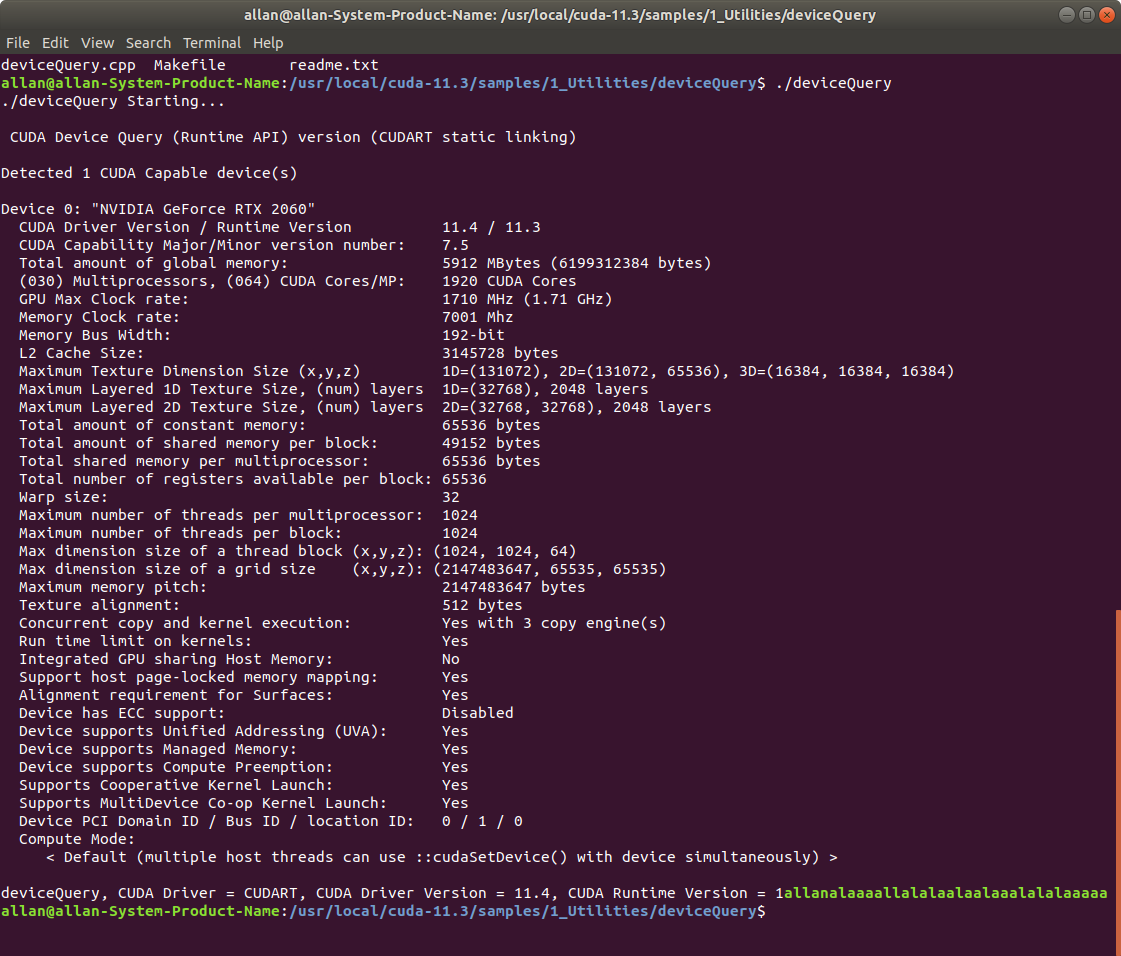 allan@allan-System-Product-Name: /usr/local/cuda-11.3/samples/1_Utilities/deviceQuery
File Edit View Search Terminal Help
deviceQuery.cpp  Makefile       readme.txt
allan@allan-System-Product-Name:/usr/local/cuda-11.3/samples/1_Utilities/deviceQuery$ ./deviceQuery
./deviceQuery Starting...
CUDA Device Query (Runtime API) version (CUDART static linking)
Detected 1 CUDA Capable device(s)
Device 0: "NVIDIA GeForce RTX 2060"
CUDA Driver Version / Runtime Version          11.4 / 11.3
CUDA Capability Major/Minor version number:    7.5
Total amount of global memory:                 5912 MBytes (6199312384 bytes)
(030) Multiprocessors, (064) CUDA Cores/MP:    1920 CUDA Cores
GPU Max Clock rate:                            1710 MHz (1.71 GHz)
Memory Clock rate:                             7001 Mhz
Memory Bus Width:                              192-bit
L2 Cache Size:                                 3145728 bytes
Maximum Texture Dimension Size (x,y,z)         1D=(131072), 2D=(131072, 65536), 3D=(16384, 16384, 16384)
Maximum Layered 1D Texture Size, (num) layers  1D=(32768), 2048 layers
Maximum Layered 2D Texture Size, (num) layers  2D=(32768, 32768), 2048 layers
Total amount of constant memory:               65536 bytes
Total amount of shared memory per block:       49152 bytes
Total shared memory per multiprocessor:        65536 bytes
Total number of registers available per block: 65536
Warp size:                                     32
Maximum number of threads per multiprocessor:  1024
Maximum number of threads per block:           1024
Max dimension size of a thread block (x,y,z): (1024, 1024, 64)
Max dimension size of a grid size    (x,y,z): (2147483647, 65535, 65535)
Maximum memory pitch:                          2147483647 bytes
Texture alignment:                             512 bytes
Concurrent copy and kernel execution:          Yes with 3 copy engine(s)
Run time limit on kernels:                     Yes
Integrated GPU sharing Host Memory:            No
Support host page-locked memory mapping:       Yes
Alignment requirement for Surfaces:            Yes
Device has ECC support:                        Disabled
Device supports Unified Addressing (UVA):      Yes
Device supports Managed Memory:                Yes
Device supports Compute Preemption:            Yes
Supports Cooperative Kernel Launch:            Yes
Supports MultiDevice Co-op Kernel Launch:      Yes
Device PCI Domain ID / Bus ID / location ID:   0 / 1 / 0
Compute Mode:
< Default (multiple host threads can use ::cudaSetDevice() with device simultaneously) >
deviceQuery, CUDA Driver = CUDART, CUDA Driver Version = 11.4, CUDA Runtime Version = 1allanalaaaallalalaalaalaaalalalaaaaa
allan@allan-System-Product-Name:/usr/local/cuda-11.3/samples/1_Utilities/deviceQuery$